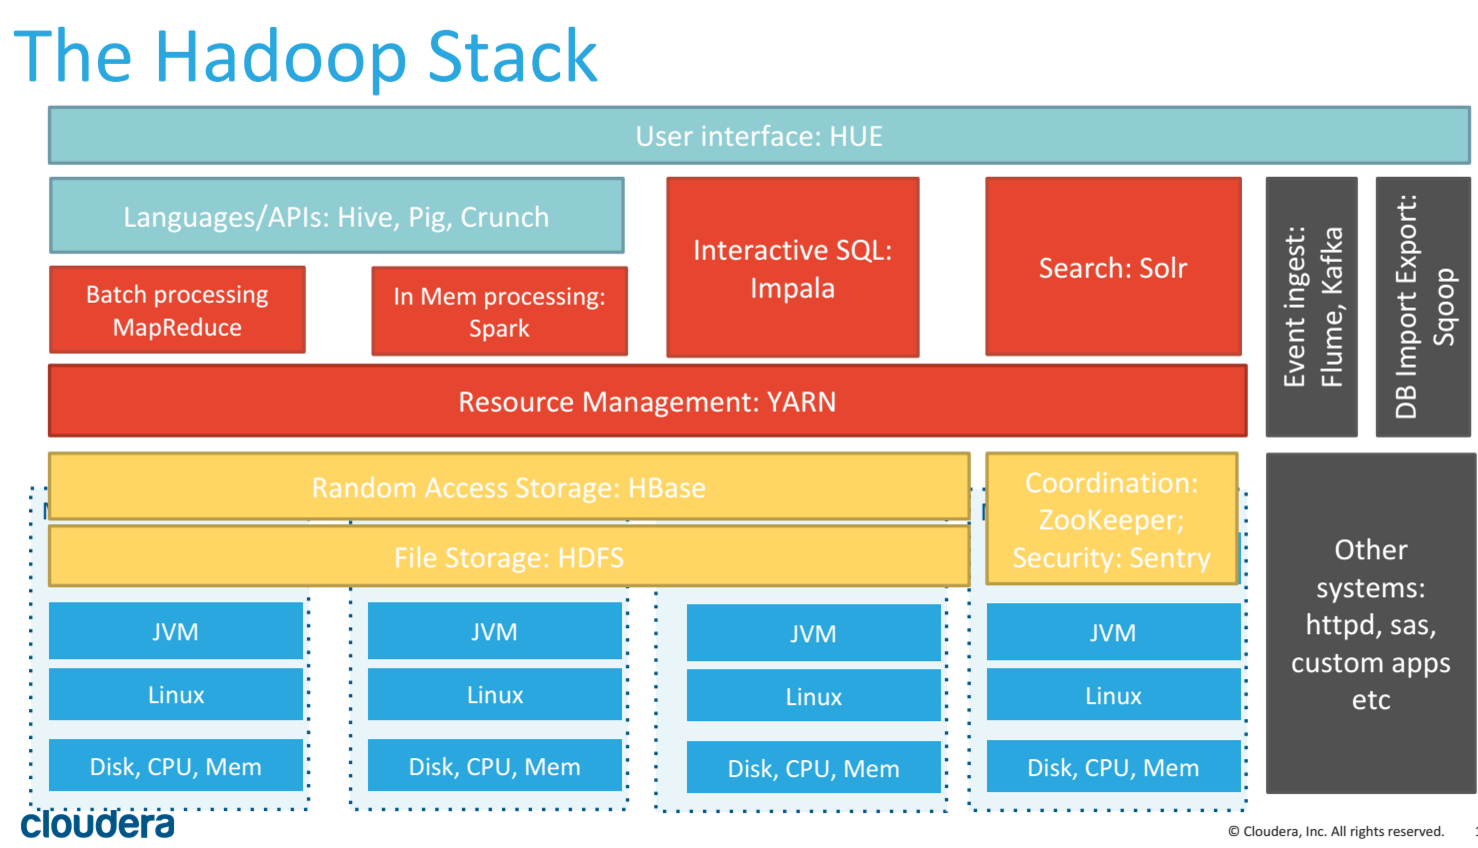 The Hadoop Stack
User interface: HUE
Languages/APIs: Hive, Pig, Crunch
Batch processing
MapReduce
In Mem processing:
Spark
Interactive SQL:
Impala
Search: Solr
Event ingest:
Flume, Kafka
DB Import Export:
Sqoop
Resource Management: YARN
Random Access Storage: HBase
File Storage: HDFS
Coordination:
ZooKeeper;
Security: Sentry
Other
systems:
httpd, sas,
custom apps
etc
JVM
JVM
JVM
JVM
Linux
Linux
Linux
Linux
Disk, CPU, Mem
Disk, CPU, Mem
Disk, CPU, Mem
Disk, CPU, Mem
cloudera
© Cloudera, Inc. All rights reserved.